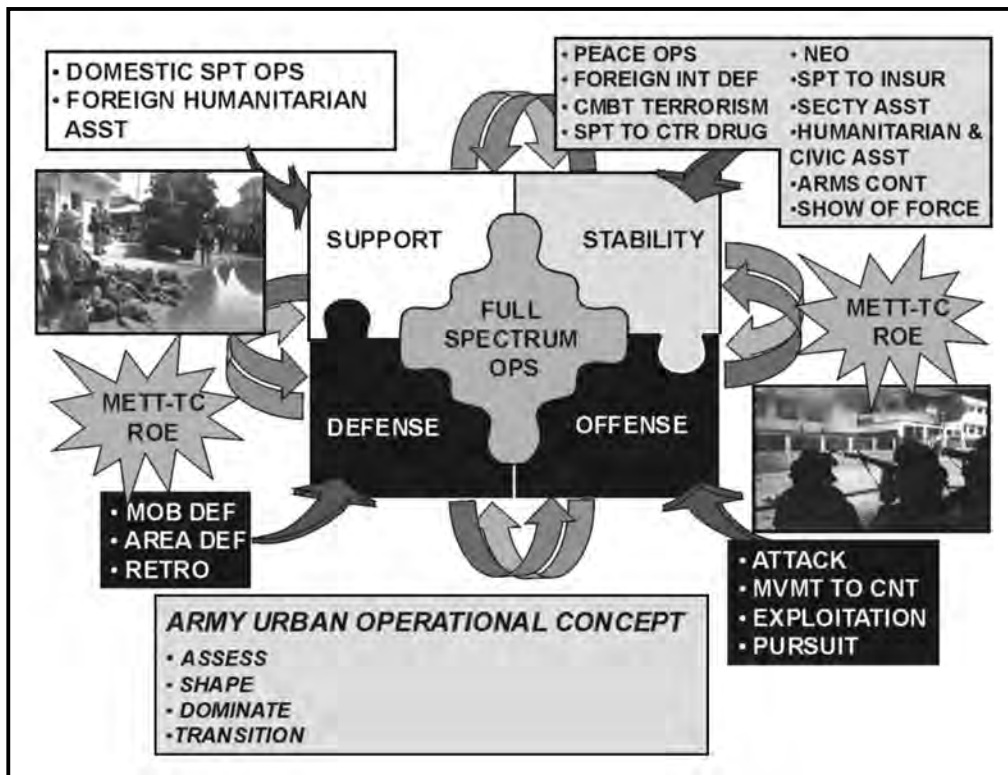 • DOMESTIC SPT OPS
• FOREIGN HUMANITARIAN
ASST
• PEACE OPS
• FOREIGN INT DEF
• CMBT TERRORISM
• SPT TO CTR DRUG
• NEO
•SPT TO INSUR
•SECTY ASST
•HUMANITARIAN &
CIVIC ASST
•ARMS CONT
•SHOW OF FORCE
SUPPORT
STABILITY
FULL
SPECTRUM
OPS
METT-TC
ROE
METT-TC
ROE
DEFENSE
OFFENSE
• MOB DEF
• AREA DEF
• RETRO
• ATTACK
• MVMT TO CNT
• EXPLOITATION
• PURSUIT
ARMY URBAN OPERATIONAL CONCEPT
• ASSESS
• SHAPE
• DOMINATE
•TRANSITION